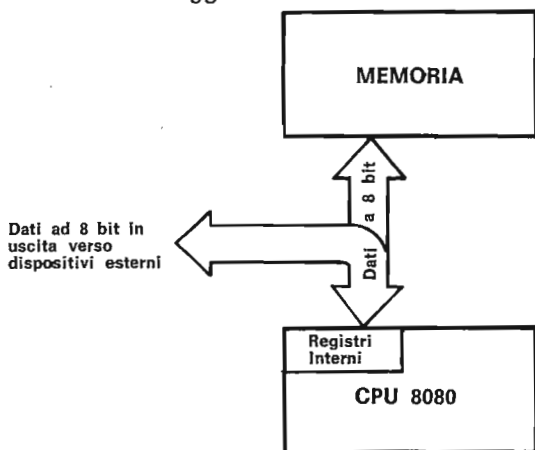 MEMORIA
Dati a 8 bit
Dati ad 8 bit in
uscita verso
dispositivi esterni
Registri
Interni
CPU 8080